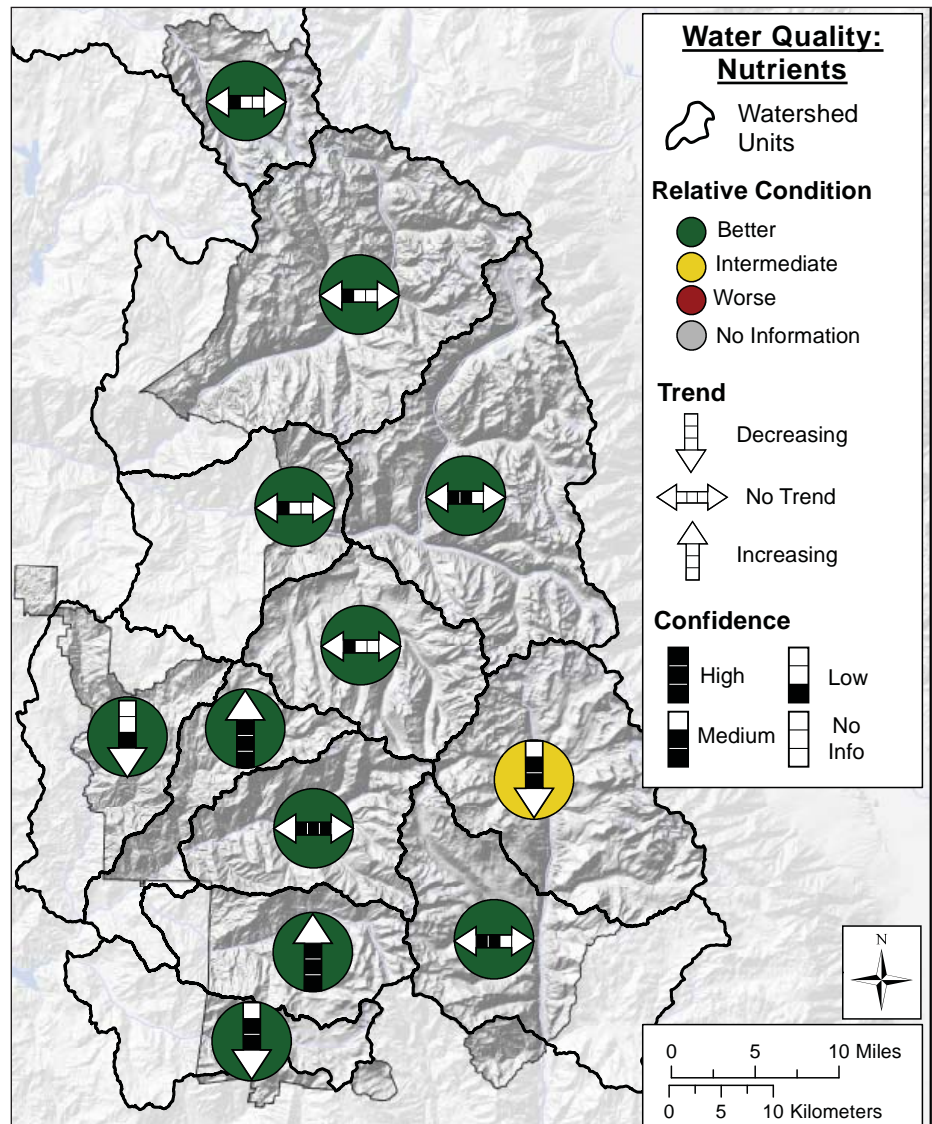 Water Quality:
Nutrients
Watershed
Units
Relative Condition
Better
Intermediate
Worse
No Information
Trend
Decreasing
No Trend
Increasing
Confidence
High
Low
Medium
No
Info
N
0 5 10 Miles
0 5 10 Kilometers